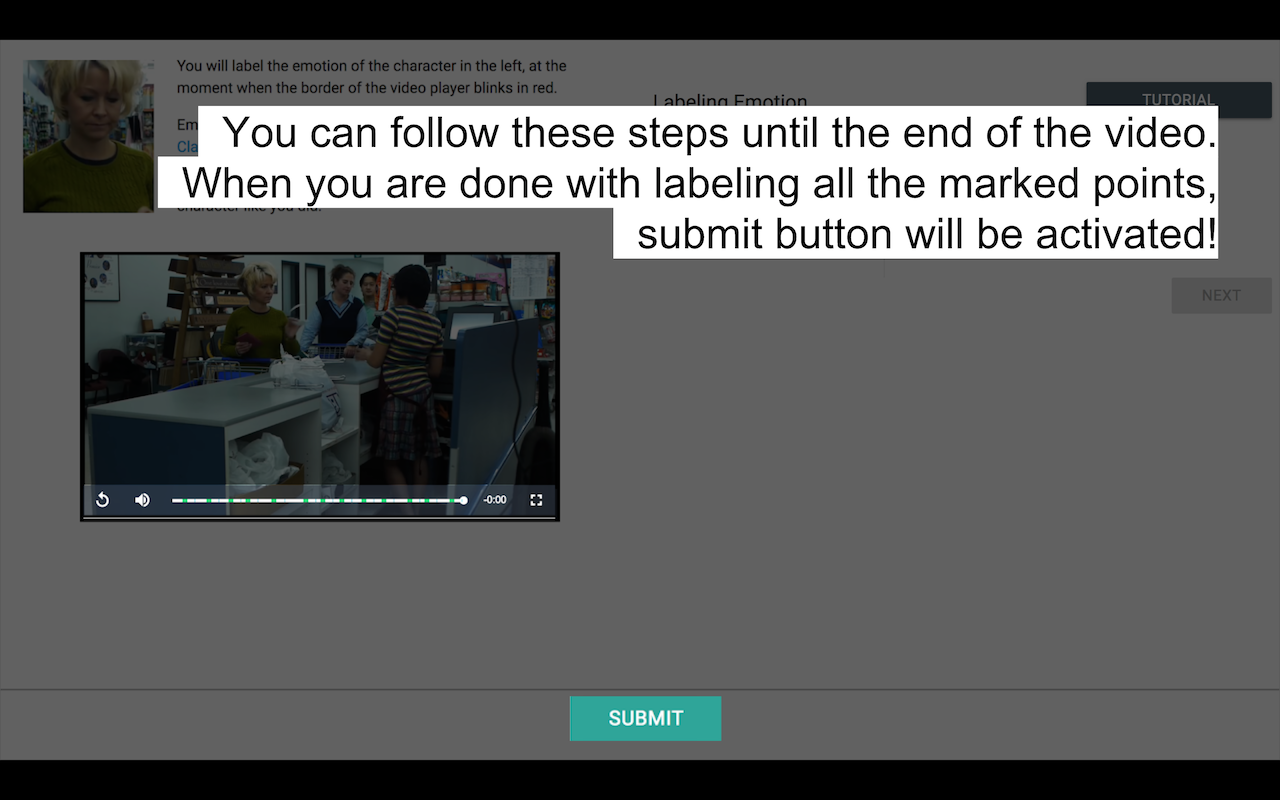 You will label the emotion of the character in the left, at the
moment when the border of the video player blinks in red.
Labeling Emotion
TUTORIAL
Em
Cla
You can follow these steps until the end of the video.
When you are done with labeling all the marked points,
submit button will be activated!
character like you did.
NEXT
-0:00
SUBMIT